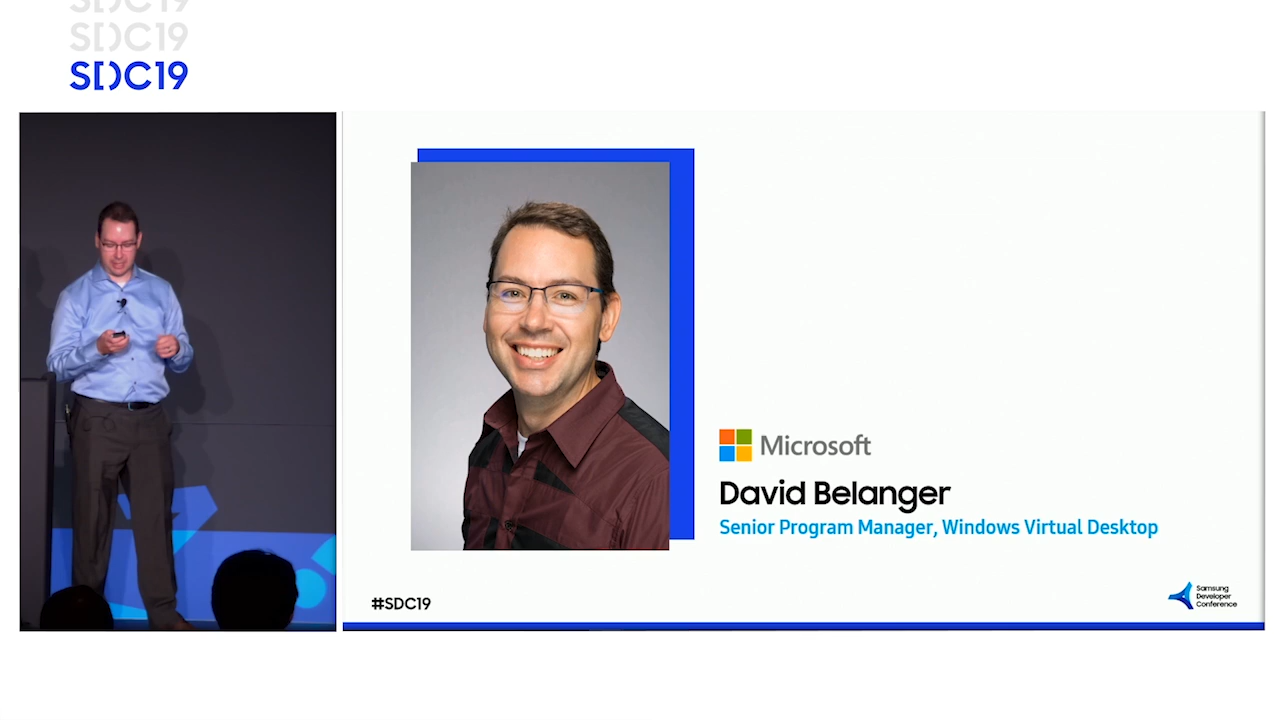 SDC19
SDC19
SDC19
Microsoft
David Belanger
Senior Program Manager, Windows Virtual Desktop
#SDC19
Samsung
Developer
Conference